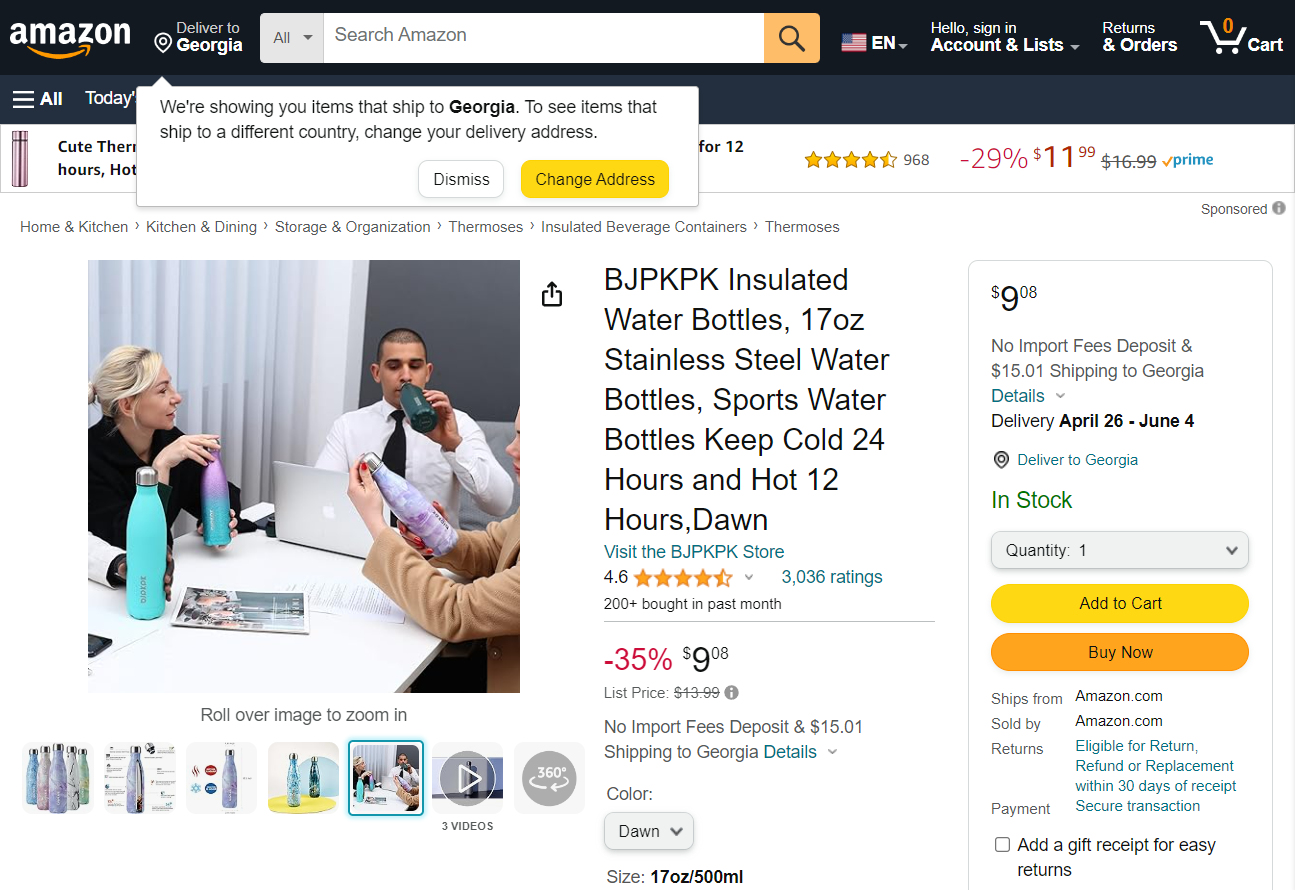 amazon
Deliver to
Georgia
All
Search Amazon
EN
Hello, sign in
Account & Lists
Returns
& Orders
0
Cart
All
Today's
We're showing you items that ship to Georgia. To see items that
ship to a different country, change your delivery address.
Dismiss
Change Address
Cute Ther
for 12
hours, Hot
968
-29% $11 99 $16.99 prime
Sponsored
Home & Kitchen › Kitchen & Dining › Storage & Organization › Thermoses › Insulated Beverage Containers › Thermoses
BJPKPK Insulated
Water Bottles, 17oz
Stainless Steel Water
Bottles, Sports Water
Bottles Keep Cold 24
Hours and Hot 12
Hours,Dawn
Visit the BJPKPK Store
4.6
3,036 ratings
200+ bought in past month
-35% $9 08
List Price: $13.99
No Import Fees Deposit & $15.01
Shipping to Georgia Details
Color:
Dawn
Size: 17oz/500ml
Roll over image to zoom in
3 VIDEOS
360°
$9 08
No Import Fees Deposit &
$15.01 Shipping to Georgia
Details
Delivery April 26 - June 4
Deliver to Georgia
In Stock
Quantity: 1
Add to Cart
Buy Now
Ships from Amazon.com
Sold by Amazon.com
Returns Eligible for Return,
Refund or Replacement
within 30 days of receipt
Payment Secure transaction
Add a gift receipt for easy
returns